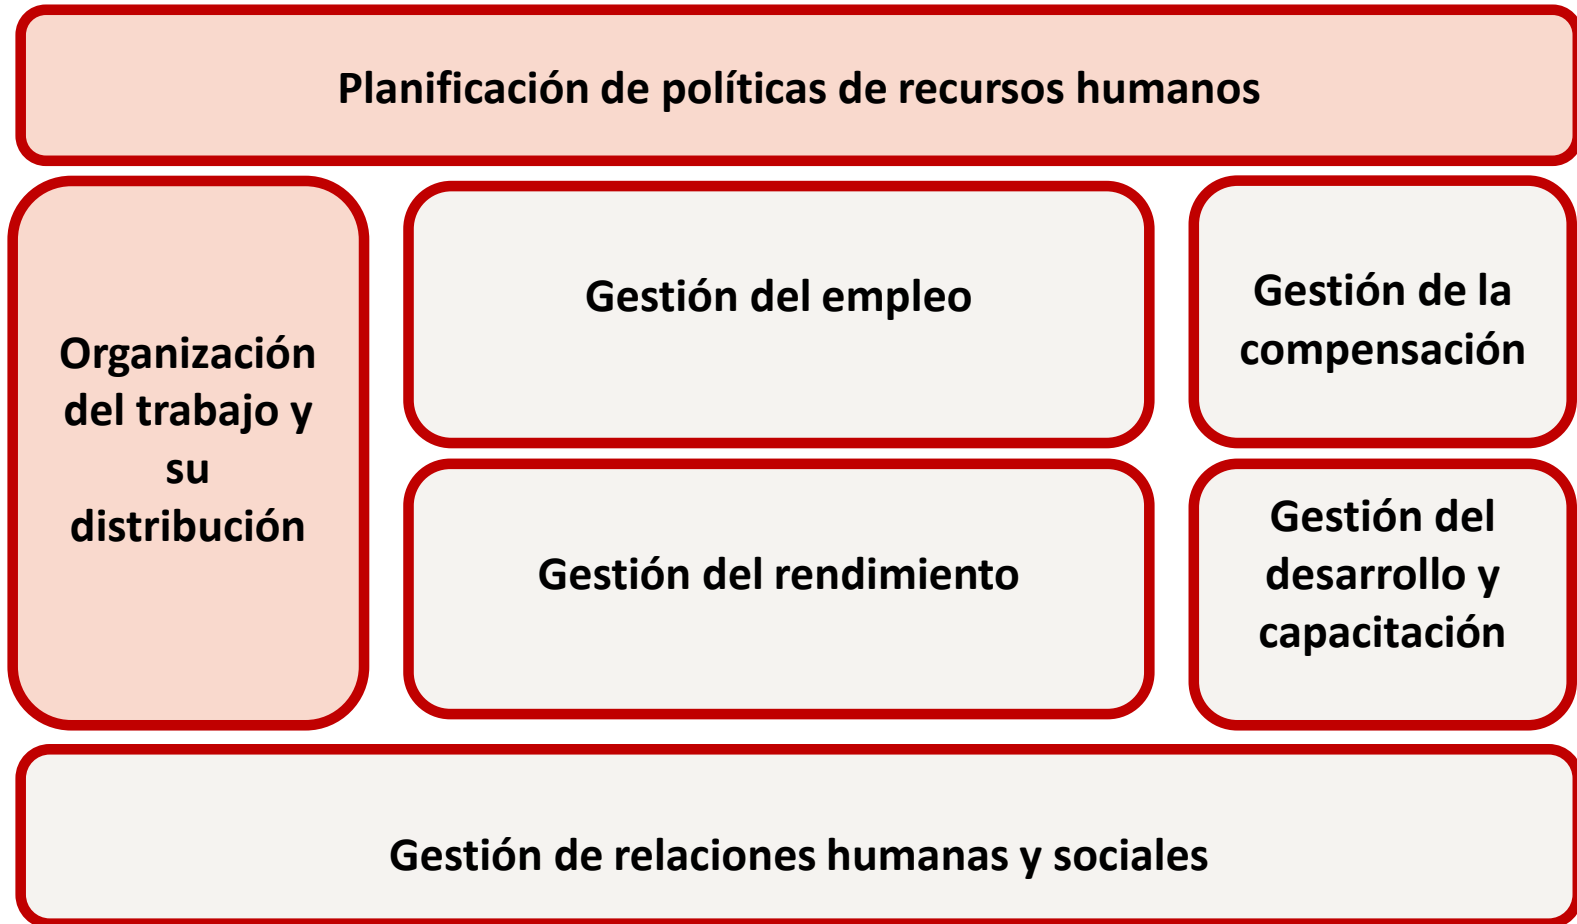 Planificación de políticas de recursos humanos
Organización
del trabajo y
su
distribución
Gestión del empleo
Gestión de la
compensación
Gestión del rendimiento
Gestión del
desarrollo y
capacitación
Gestión de relaciones humanas y sociales